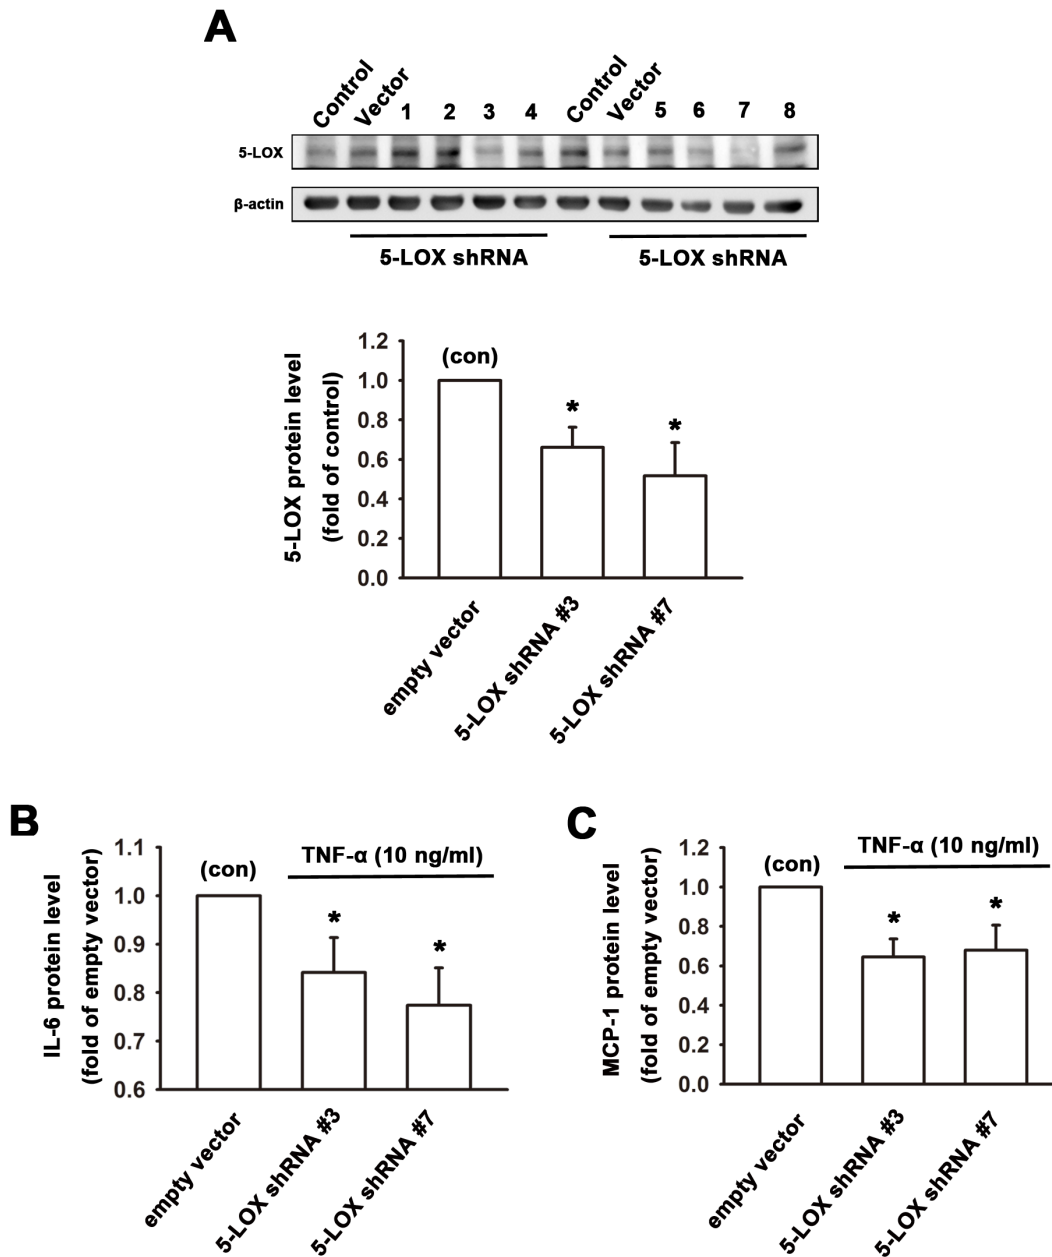 A
Control Vector 1 2 3 4 Control Vector 5 6 7 8
5-LOX
β-actin
5-LOX shRNA 5-LOX shRNA
5-LOX protein level
(fold of control)
1.2
1.0
0.8
0.6
0.4
0.2
0.0
(con)
*
*
empty vector
5-LOX shRNA #3
5-LOX shRNA #7
B
IL-6 protein level
(fold of empty vector)
1.1
1.0
0.9
0.8
0.7
0.6
(con)
TNF-α (10 ng/ml)
*
*
empty vector
5-LOX shRNA #3
5-LOX shRNA #7
C
MCP-1 protein level
(fold of empty vector)
1.2
1.0
0.8
0.6
0.4
0.2
0.0
(con)
TNF-α (10 ng/ml)
*
*
empty vector
5-LOX shRNA #3
5-LOX shRNA #7